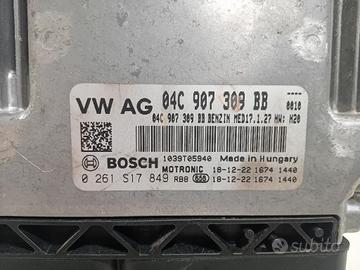 VW AG 04C 907 309 BB
04C 907 309 BB BENZIN MED17.1.27 HW: H20
0010
BOSCH
1039T05940 Made in Hungary
MOTRONIC 18-12-22 1674 1440
0 261 S17 849 RBB 18-12-22 1674 1440
subito